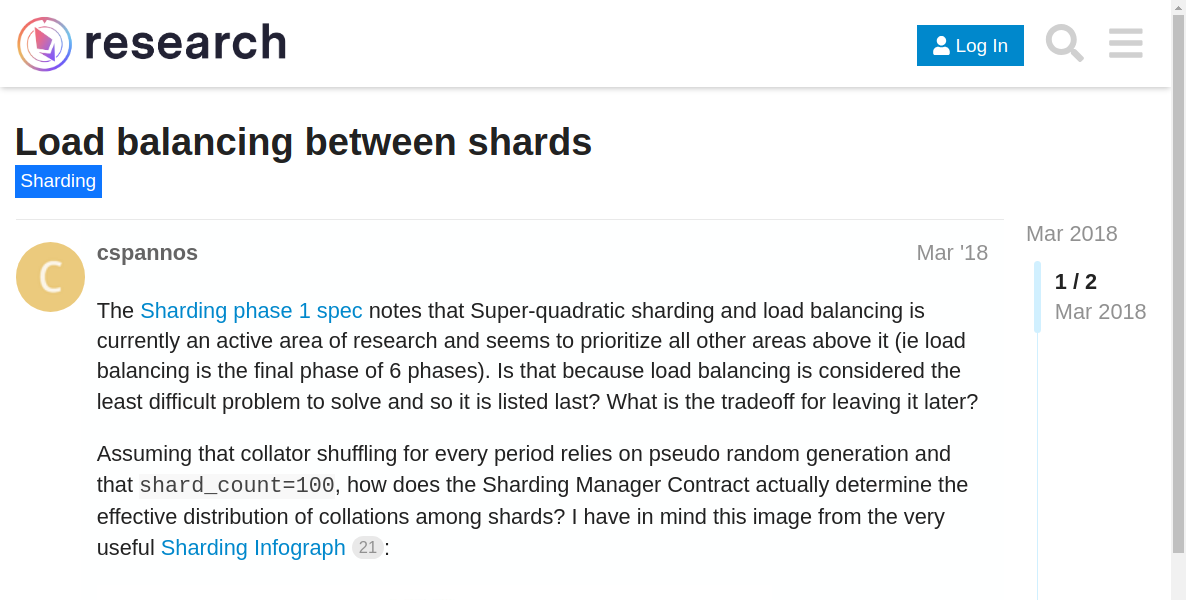 research
Log In
Load balancing between shards
Sharding
Mar 2018
C
cspannos
Mar '18
1 / 2
Mar 2018
The Sharding phase 1 spec notes that Super-quadratic sharding and load balancing is
currently an active area of research and seems to prioritize all other areas above it (ie load
balancing is the final phase of 6 phases). Is that because load balancing is considered the
least difficult problem to solve and so it is listed last? What is the tradeoff for leaving it later?
Assuming that collator shuffling for every period relies on pseudo random generation and
that shard_count=100, how does the Sharding Manager Contract actually determine the
effective distribution of collations among shards? I have in mind this image from the very
useful Sharding Infograph 21: